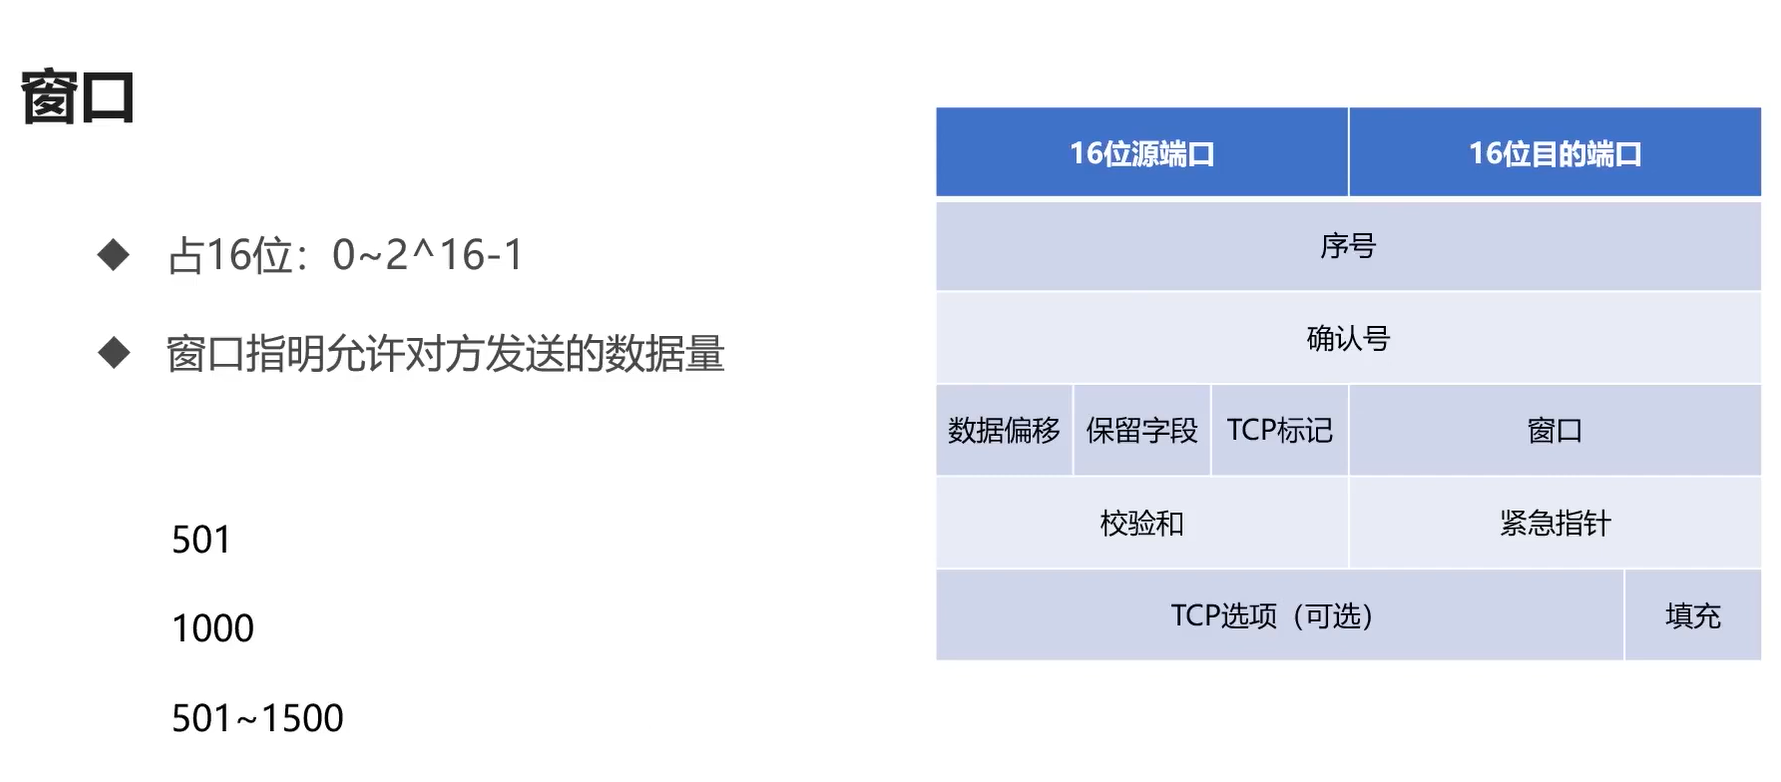 窗口
占16位：0~2^16-1
窗口指明允许对方发送的数据量
501
1000
501~1500
16位源端口 16位目的端口
序号
确认号
数据偏移 保留字段 TCP标记 窗口
校验和 紧急指针
TCP选项（可选） 填充